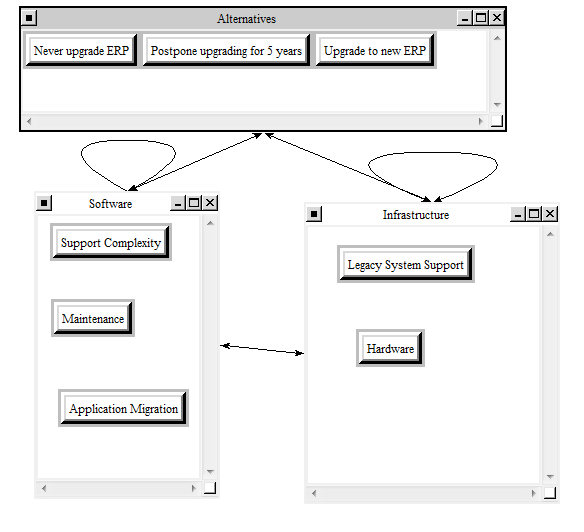 Alternatives
Never upgrade ERP
Postpone upgrading for 5 years
Upgrade to new ERP
Software
Support Complexity
Maintenance
Application Migration
Infrastructure
Legacy System Support
Hardware